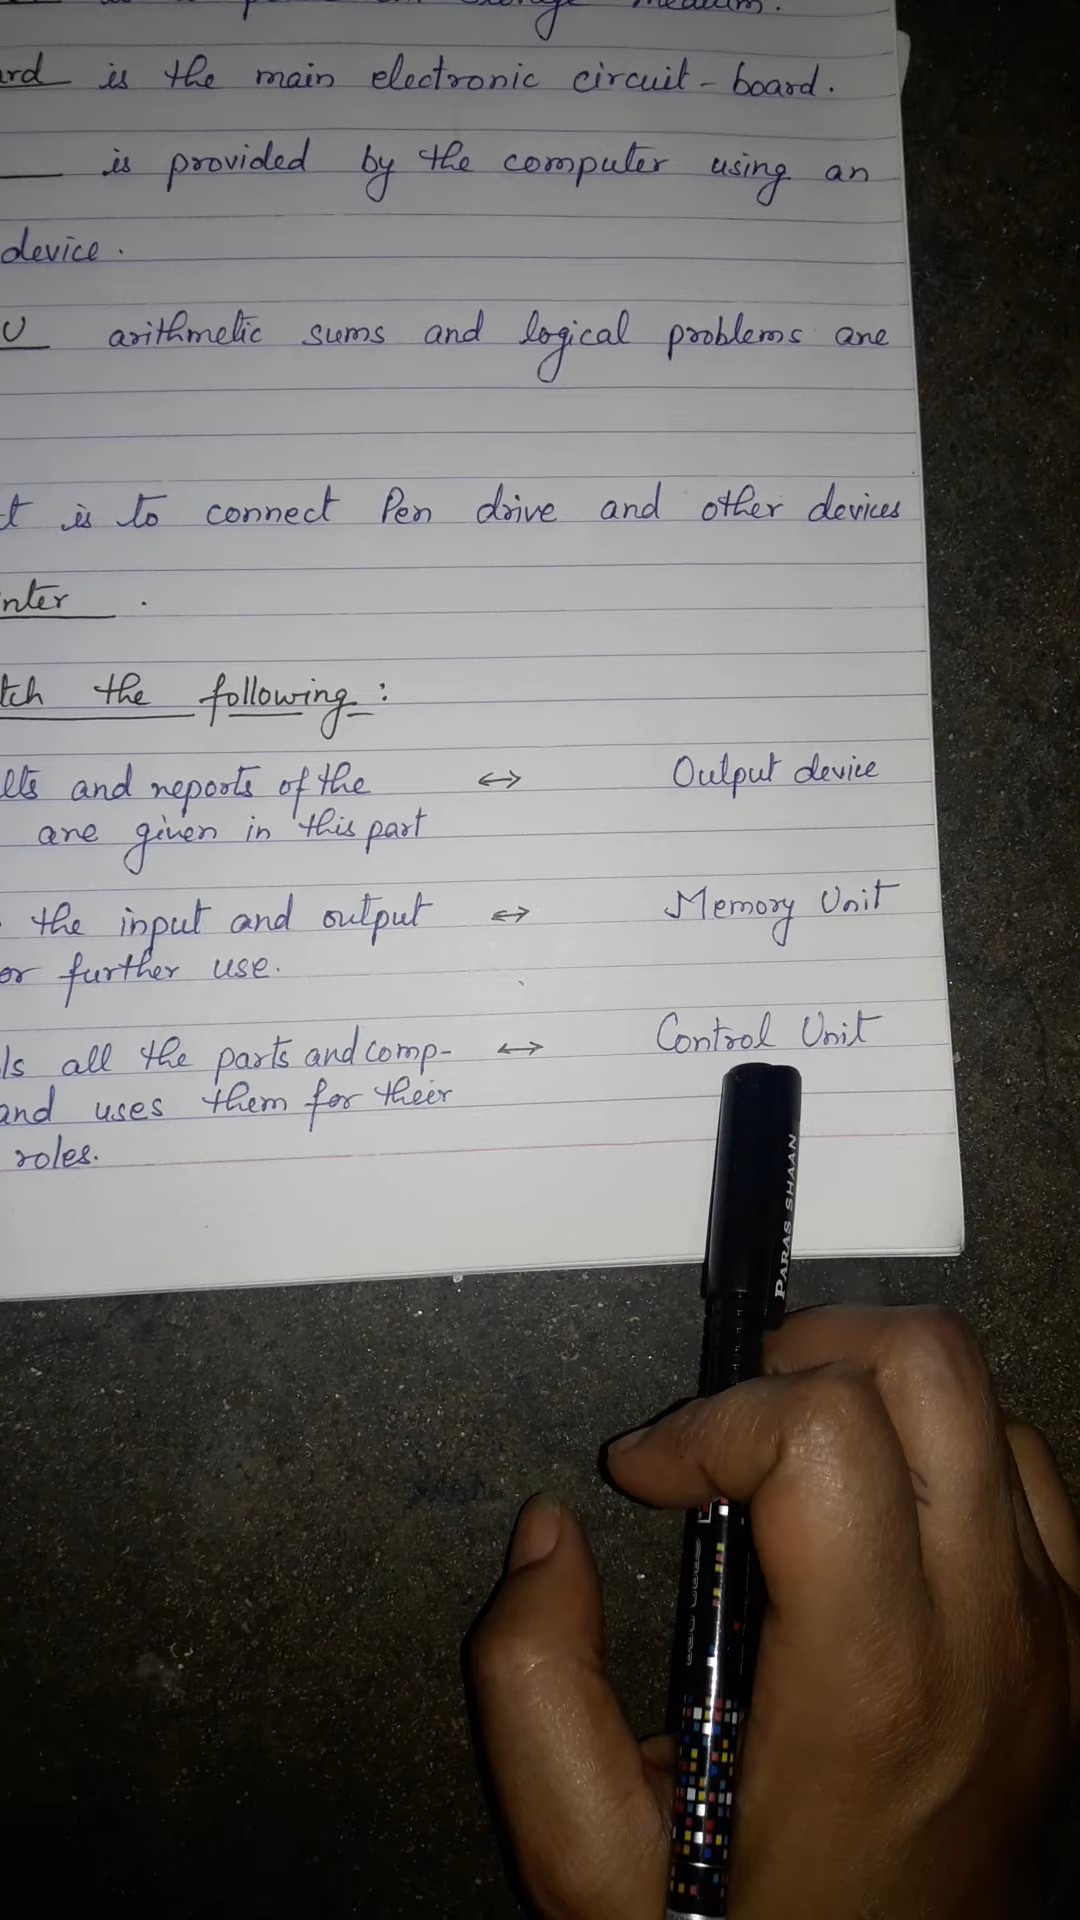 medium.
ard is the main electronic circuit-board.
is provided by the computer using an
device.
U arithmetic sums and logical problems are
t is to connect Pen drive and other devices
nter.
tch the following:
lts and reports of the ↔ Output device
are given in this part
the input and output ↔ Memory Unit
or further use.
ls all the parts and comp- ↔ Control Unit
and uses them for their
roles.
PARAS SHAAN